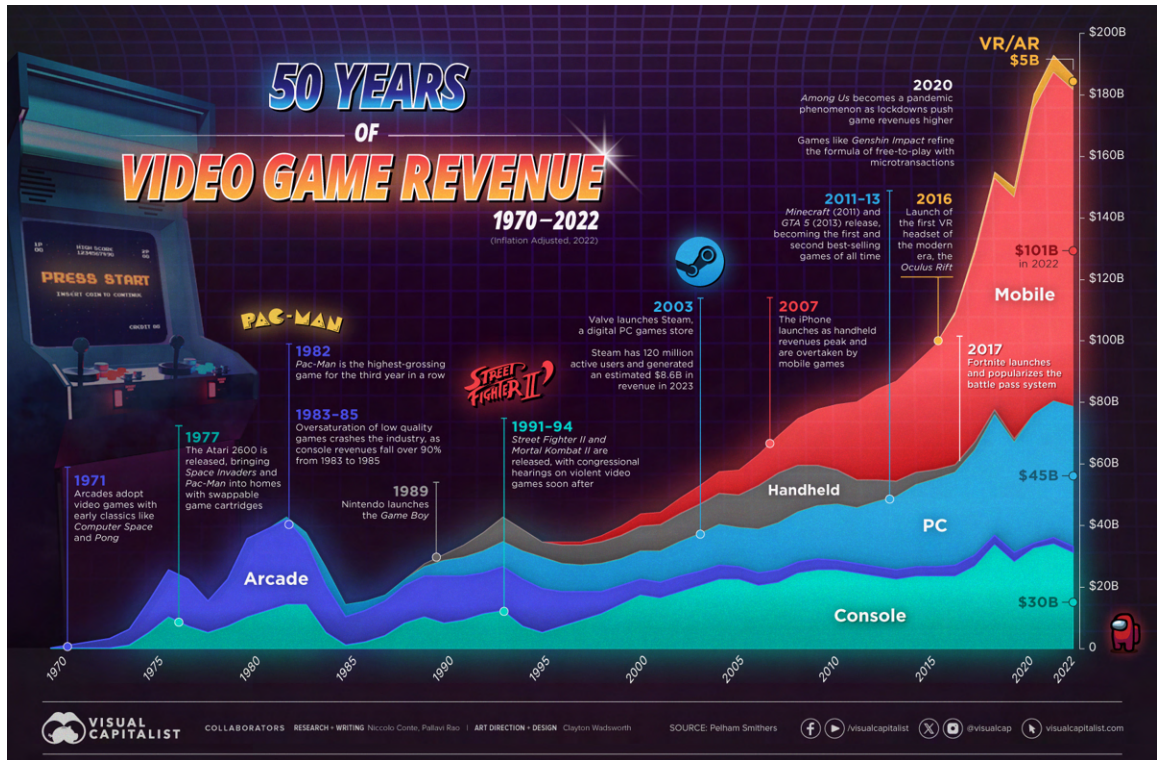 50 YEARS
OF
VIDEO GAME REVENUE
1970–2022
(Inflation Adjusted, 2022)
1P
00
HIGH SCORE
1234567890
2P
00
PRESS START
INSERT COIN TO CONTINUE
CREDIT 00
VR/AR
$5B
$200B
$180B
$160B
$140B
$120B
$100B
$80B
$60B
$40B
$20B
0
2020
Among Us becomes a pandemic
phenomenon as lockdowns push
game revenues higher
Games like Genshin Impact refine
the formula of free-to-play with
microtransactions
2011–13
Minecraft (2011) and
GTA 5 (2013) release,
becoming the first and
second best-selling
games of all time
2016
Launch of
the first VR
headset of
the modern
era, the
Oculus Rift
$101B
in 2022
Mobile
2003
Valve launches Steam,
a digital PC games store
Steam has 120 million
active users and generated
an estimated $8.6B in
revenue in 2023
2007
The iPhone
launches as handheld
revenues peak and
are overtaken by
mobile games
2017
Fortnite launches
and popularizes the
battle pass system
PAC-MAN
1982
Pac-Man is the highest-grossing
game for the third year in a row
STREET
FIGHTER II'
1983–85
Oversaturation of low quality
games crashes the industry, as
console revenues fall over 90%
from 1983 to 1985
1991–94
Street Fighter II and
Mortal Kombat II are
released, with congressional
hearings on violent video
games soon after
1977
The Atari 2600 is
released, bringing
Space Invaders and
Pac-Man into homes
with swappable
game cartridges
1971
Arcades adopt
video games with
early classics like
Computer Space
and Pong
1989
Nintendo launches
the Game Boy
Handheld
$45B
PC
Arcade
$30B
Console
1970
1975
1980
1985
1990
1995
2000
2005
2010
2015
2020
2022
VISUAL
CAPITALIST
COLLABORATORS RESEARCH + WRITING Niccolo Conte, Pallavi Rao | ART DIRECTION + DESIGN Clayton Wadsworth
SOURCE: Pelham Smithers
/visualcapitalist
@visualcap
visualcapitalist.com